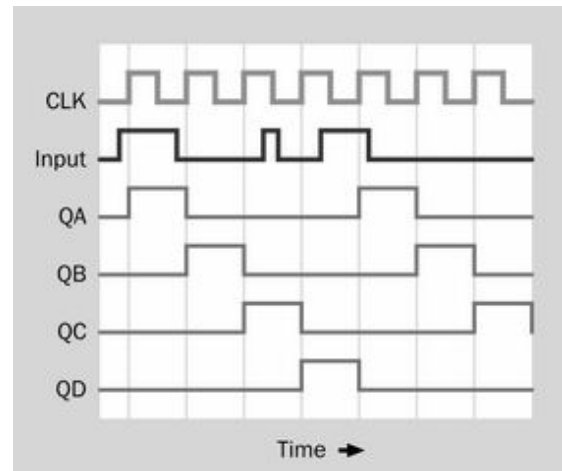 CLK
Input
QA
QB
QC
QD
Time →